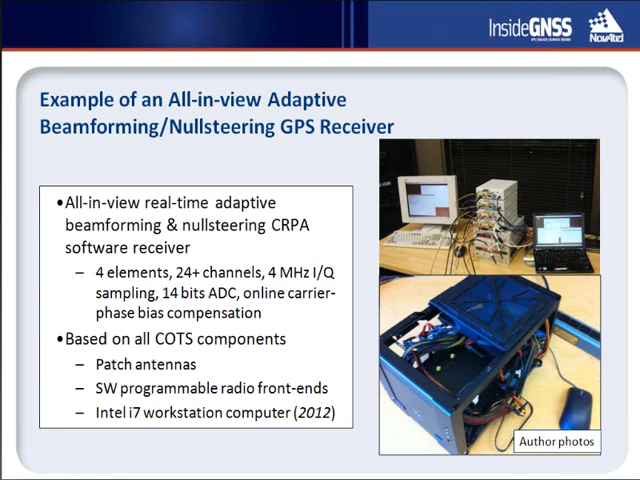 InsideGNSS
NovAtel
Example of an All-in-view Adaptive
Beamforming/Nullsteering GPS Receiver
•All-in-view real-time adaptive
beamforming & nullsteering CRPA
software receiver
– 4 elements, 24+ channels, 4 MHz I/Q
sampling, 14 bits ADC, online carrier-
phase bias compensation
•Based on all COTS components
– Patch antennas
– SW programmable radio front-ends
– Intel i7 workstation computer (2012)
Author photos